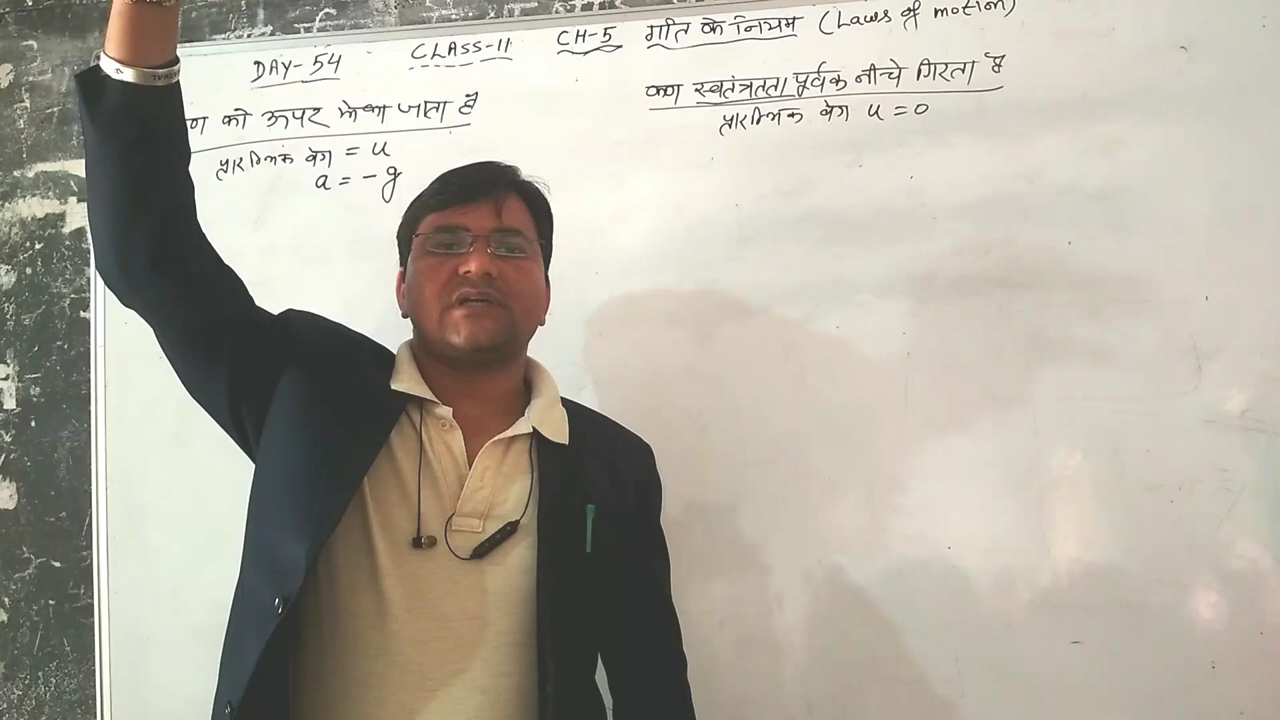 DAY-54 CLASS-11 CH-5 गति के नियम (Laws of motion)
ण को ऊपर फेंका जाता है
प्रारम्भिक वेग = u
a = -g
कण स्वतंत्रतता पूर्वक नीचे गिरता है
प्रारम्भिक वेग u = 0